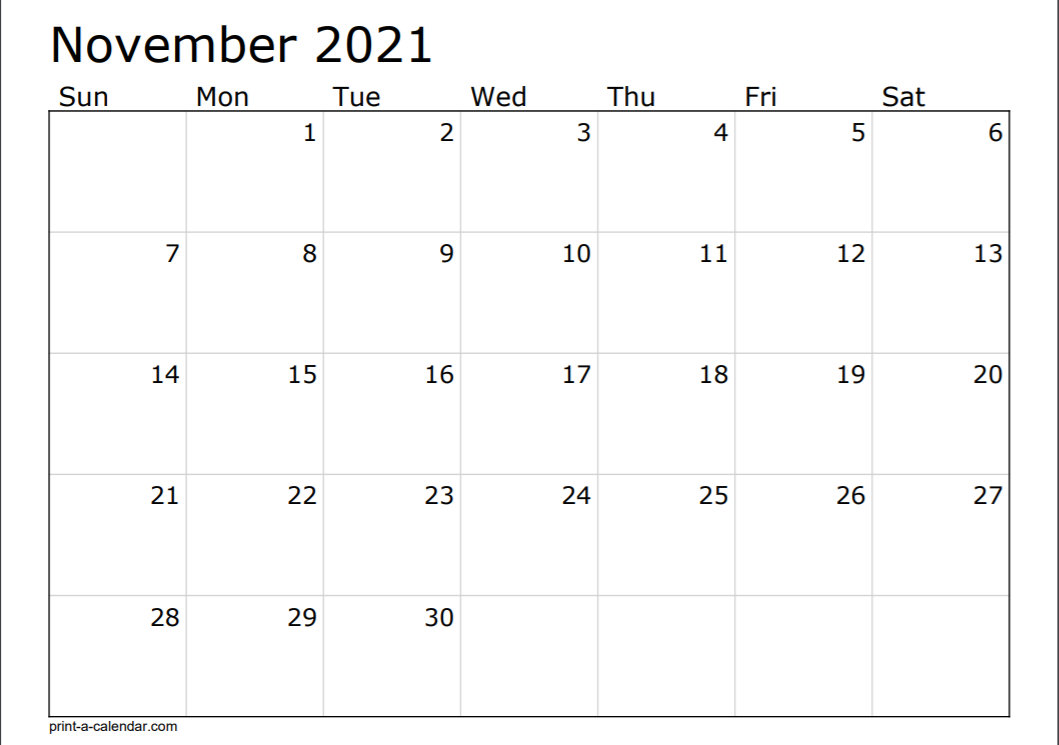 November 2021
Sun Mon Tue Wed Thu Fri Sat
1 2 3 4 5 6
7 8 9 10 11 12 13
14 15 16 17 18 19 20
21 22 23 24 25 26 27
28 29 30
print-a-calendar.com